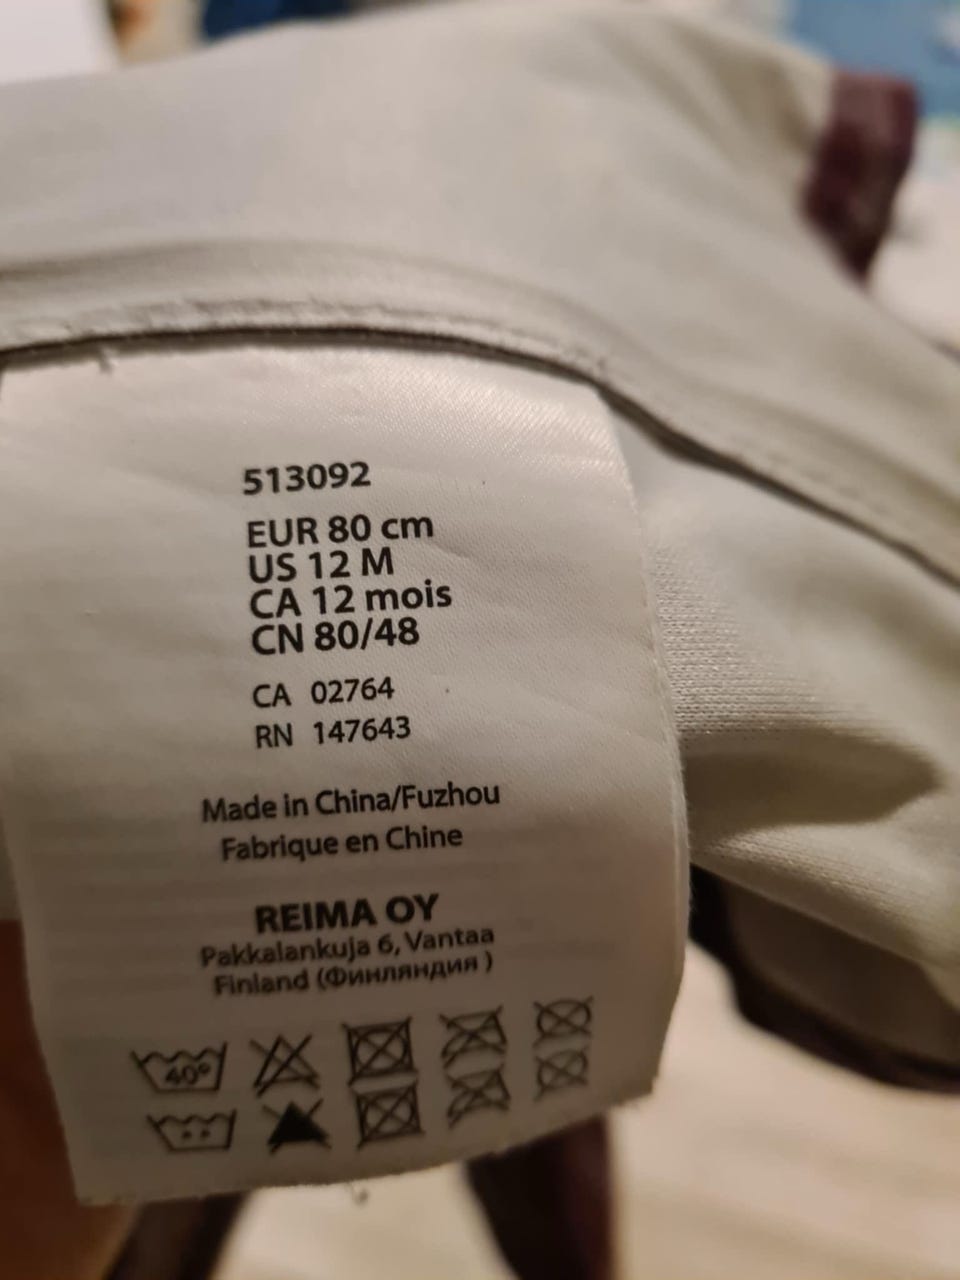 513092
EUR 80 cm
US 12 M
CA 12 mois
CN 80/48
CA 02764
RN 147643
Made in China/Fuzhou
Fabrique en Chine
REIMA OY
Pakkalankuja 6, Vantaa
Finland (Финляндия )
40°